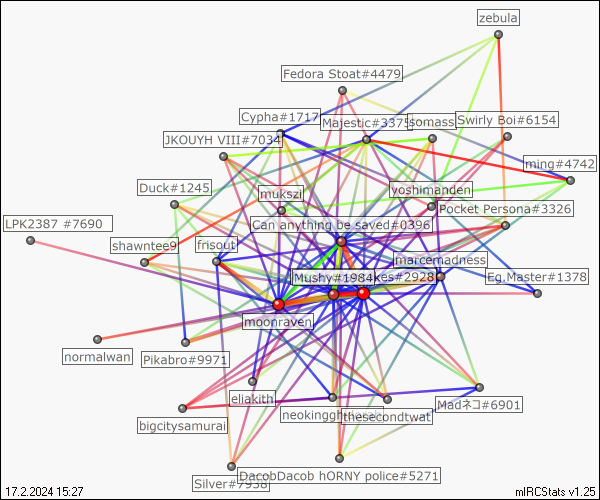 zebula
Fedora Stoat#4479
Cypha#1717
Majestic#3375
somass
Swirly Boi#6154
JKOUYH VIII#7034
ming#4742
Duck#1245
mukszi
yoshimanden
Pocket Persona#3326
LPK2387 #7690
Can anything be saved#0396
shawntee9
frisout
marcemadness
Mushy#1984
kes#2928
Eg.Master#1378
moonraven
normalwan
Pikabro#9971
eliakith
Madネコ#6901
neokingghidorah
thesecondtwat
bigcitysamurai
DacobDacob hORNY police#5271
Silver#7938
17.2.2024 15:27
mIRCStats v1.25